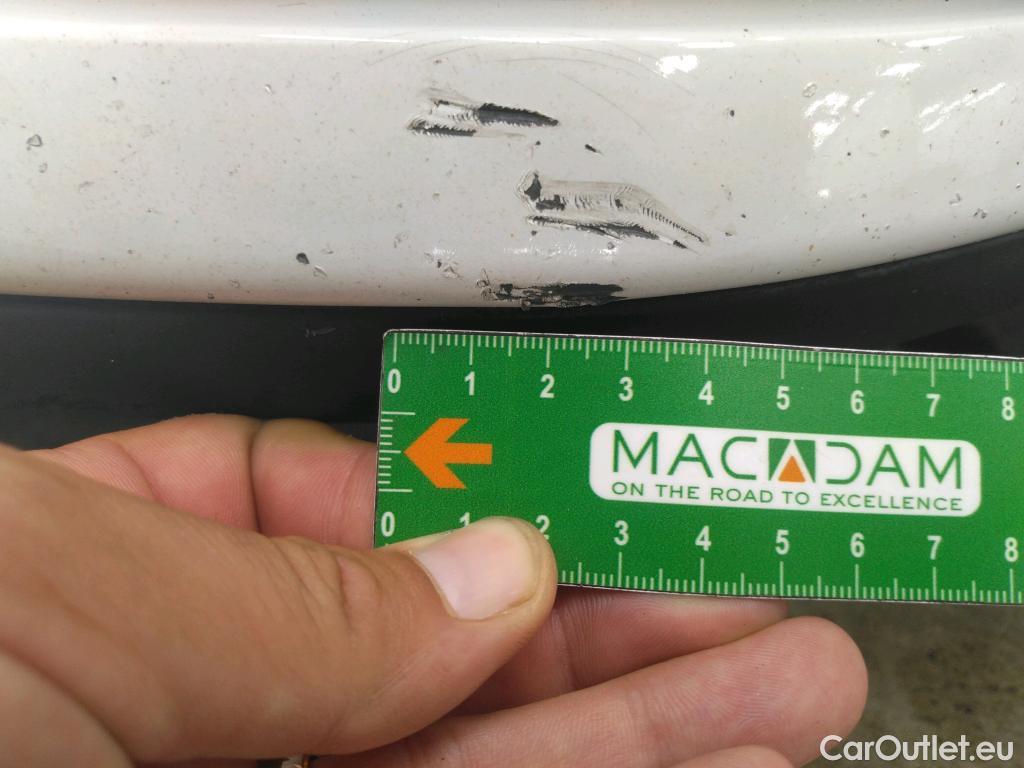 0 1 2 3 4 5 6 7 8
MACADAM
ON THE ROAD TO EXCELLENCE
0 1 2 3 4 5 6 7 8
CarOutlet.eu